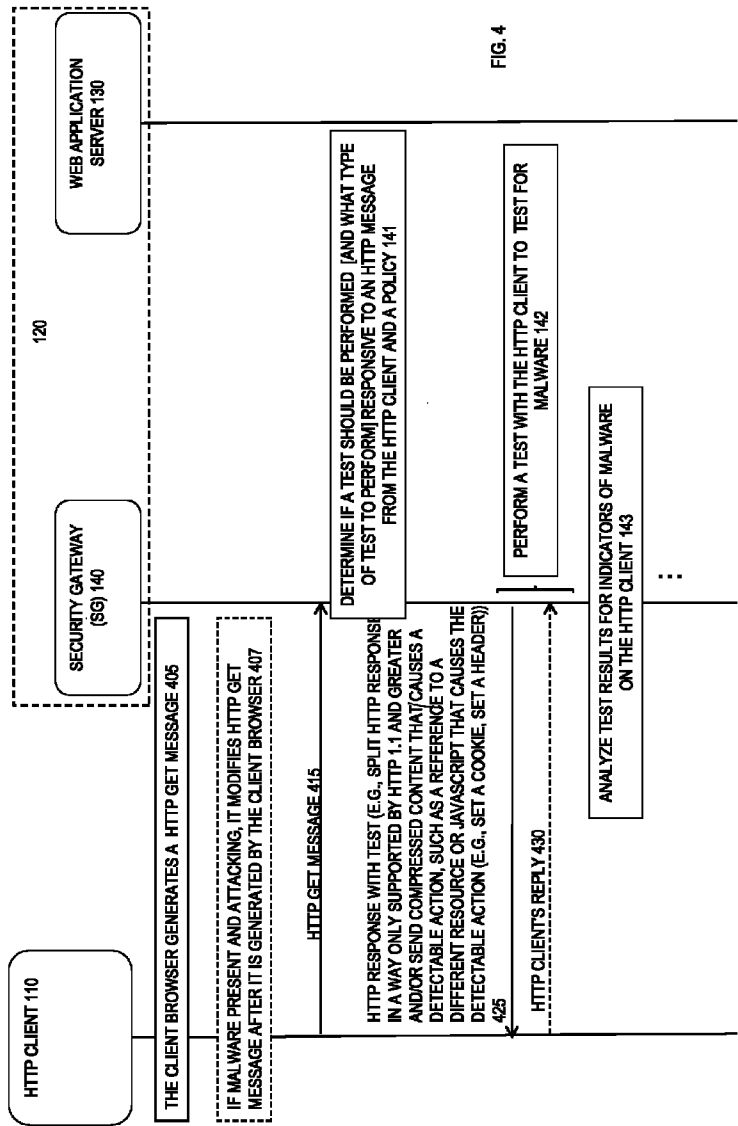 HTTP CLIENT 110
SECURITY GATEWAY
(SG) 140
120
WEB APPLICATION
SERVER 130
THE CLIENT BROWSER GENERATES A HTTP GET MESSAGE 405
IF MALWARE PRESENT AND ATTACKING, IT MODIFIES HTTP GET
MESSAGE AFTER IT IS GENERATED BY THE CLIENT BROWSER 407
HTTP GET MESSAGE 415
DETERMINE IF A TEST SHOULD BE PERFORMED [AND WHAT TYPE
OF TEST TO PERFORM] RESPONSIVE TO AN HTTP MESSAGE
FROM THE HTTP CLIENT AND A POLICY 141
HTTP RESPONSE WITH TEST (E.G., SPLIT HTTP RESPONSE
IN A WAY ONLY SUPPORTED BY HTTP 1.1 AND GREATER
AND/OR SEND COMPRESSED CONTENT THAT CAUSES A
DETECTABLE ACTION, SUCH AS A REFERENCE TO A
DIFFERENT RESOURCE OR JAVASCRIPT THAT CAUSES THE
DETECTABLE ACTION (E.G., SET A COOKIE, SET A HEADER))
425
HTTP CLIENT'S REPLY 430
PERFORM A TEST WITH THE HTTP CLIENT TO TEST FOR
MALWARE 142
ANALYZE TEST RESULTS FOR INDICATORS OF MALWARE
ON THE HTTP CLIENT 143
...
FIG. 4